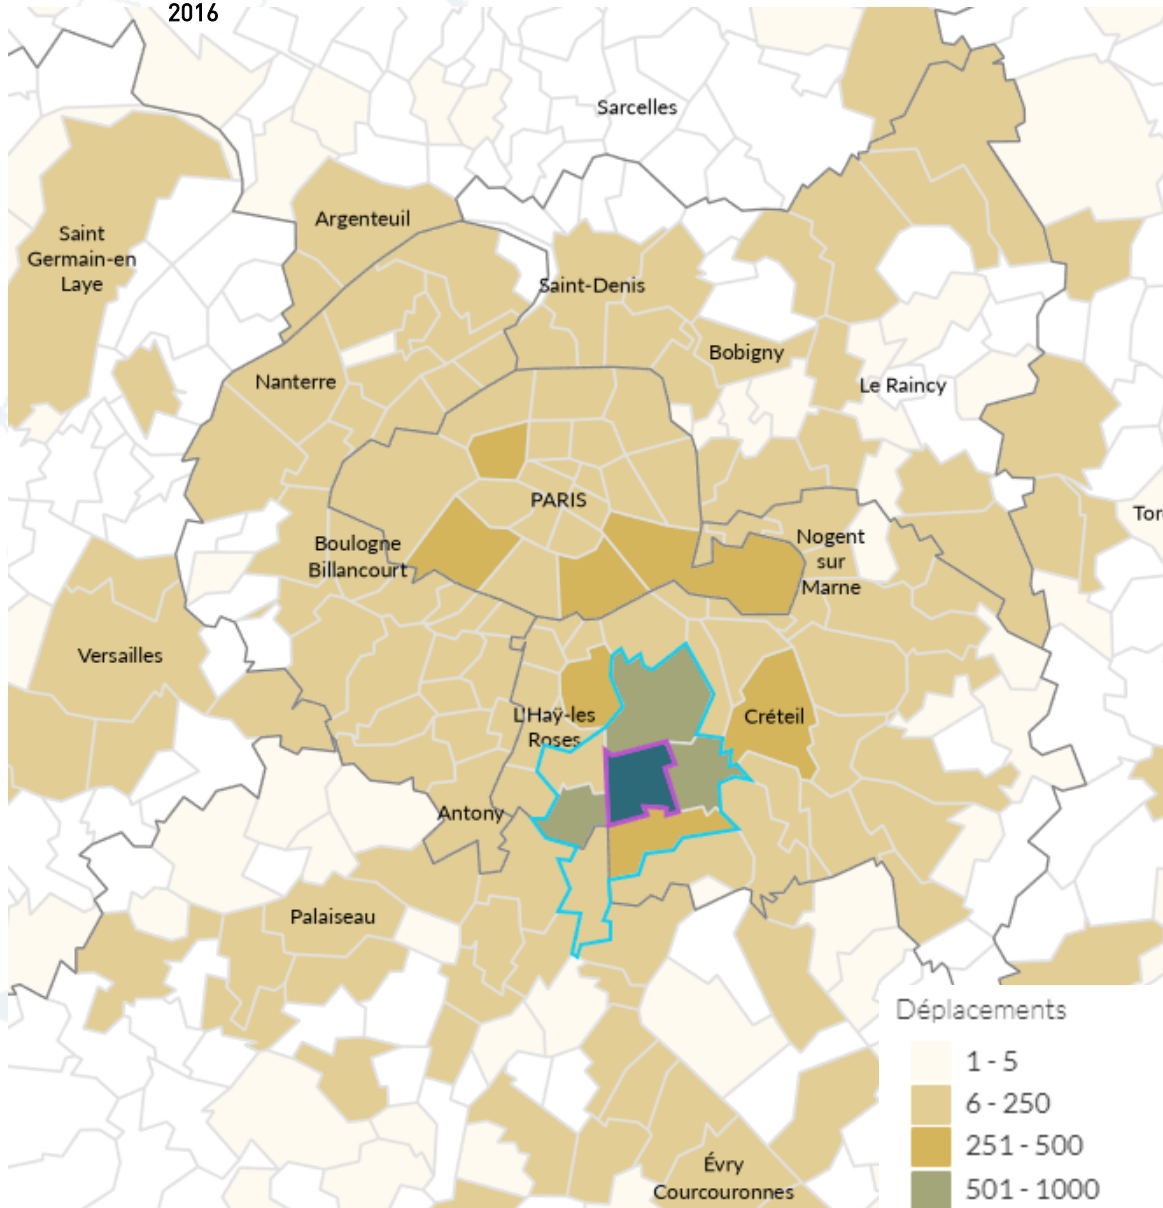 2016
Sarcelles
Argenteuil
Saint
Germain-en
Laye
Saint-Denis
Bobigny
Nanterre
Le Raincy
PARIS
Tor
Boulogne
Billancourt
Nogent
sur
Marne
Versailles
L'Haÿ-les
Roses
Créteil
Antony
Palaiseau
Évry
Courcouronnes
Déplacements
1 - 5
6 - 250
251 - 500
501 - 1000